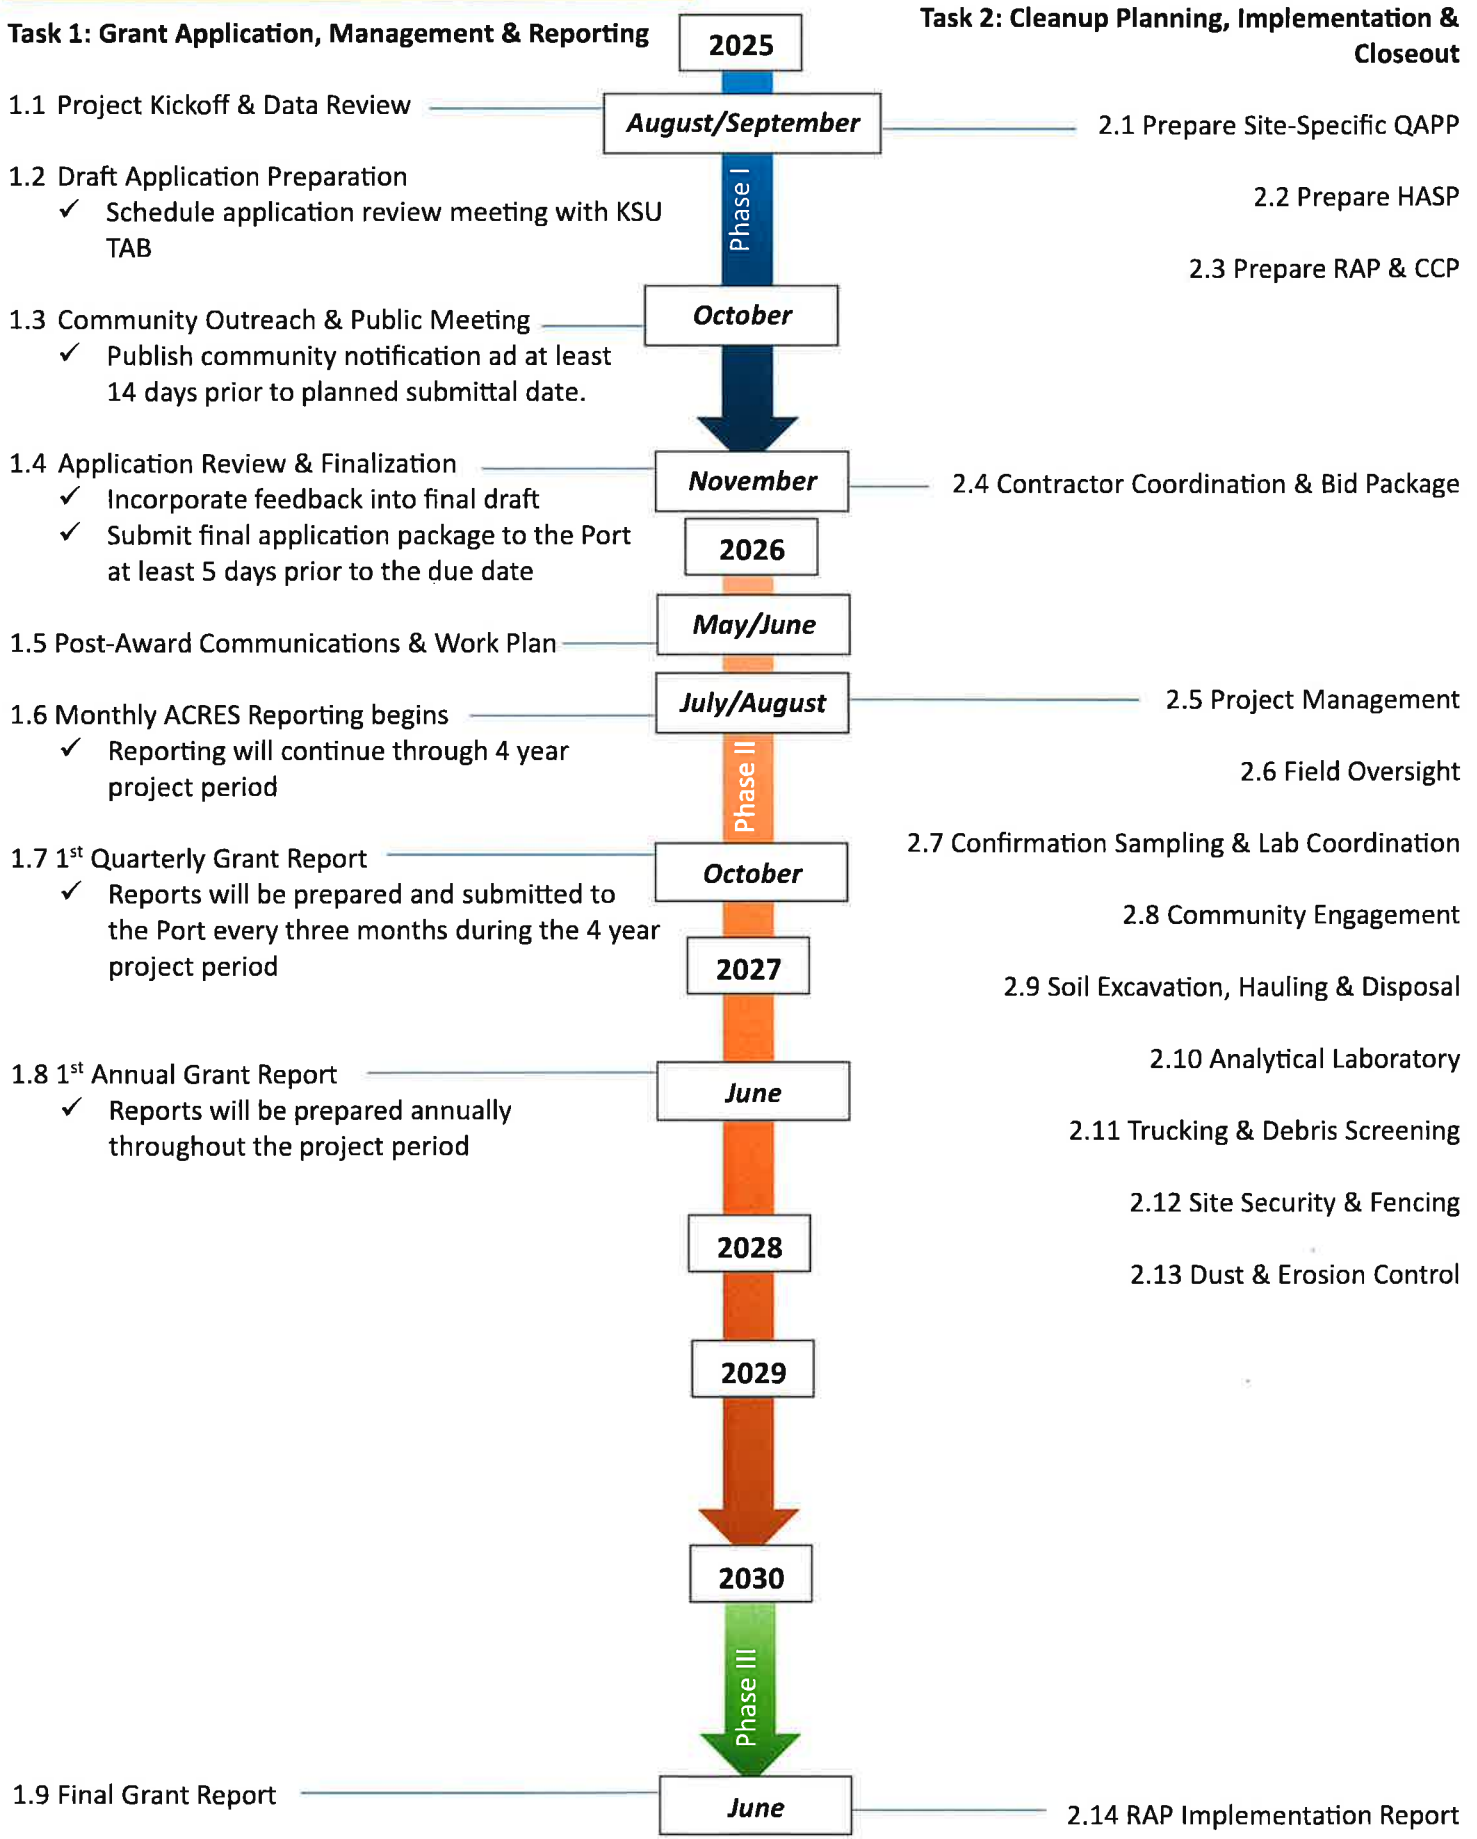 Task 1: Grant Application, Management & Reporting
2025
Task 2: Cleanup Planning, Implementation &
Closeout
1.1 Project Kickoff & Data Review
August/September
2.1 Prepare Site-Specific QAPP
1.2 Draft Application Preparation
✓ Schedule application review meeting with KSU
TAB
Phase I
2.2 Prepare HASP
2.3 Prepare RAP & CCP
1.3 Community Outreach & Public Meeting
October
✓ Publish community notification ad at least
14 days prior to planned submittal date.
1.4 Application Review & Finalization
November
2.4 Contractor Coordination & Bid Package
✓ Incorporate feedback into final draft
✓ Submit final application package to the Port
at least 5 days prior to the due date
2026
May/June
1.5 Post-Award Communications & Work Plan
July/August
2.5 Project Management
1.6 Monthly ACRES Reporting begins
✓ Reporting will continue through 4 year
project period
Phase II
2.6 Field Oversight
2.7 Confirmation Sampling & Lab Coordination
1.7 1st Quarterly Grant Report
October
✓ Reports will be prepared and submitted to
the Port every three months during the 4 year
project period
2.8 Community Engagement
2027
2.9 Soil Excavation, Hauling & Disposal
2.10 Analytical Laboratory
1.8 1st Annual Grant Report
June
✓ Reports will be prepared annually
throughout the project period
2.11 Trucking & Debris Screening
2.12 Site Security & Fencing
2028
2.13 Dust & Erosion Control
2029
2030
Phase III
1.9 Final Grant Report
June
2.14 RAP Implementation Report